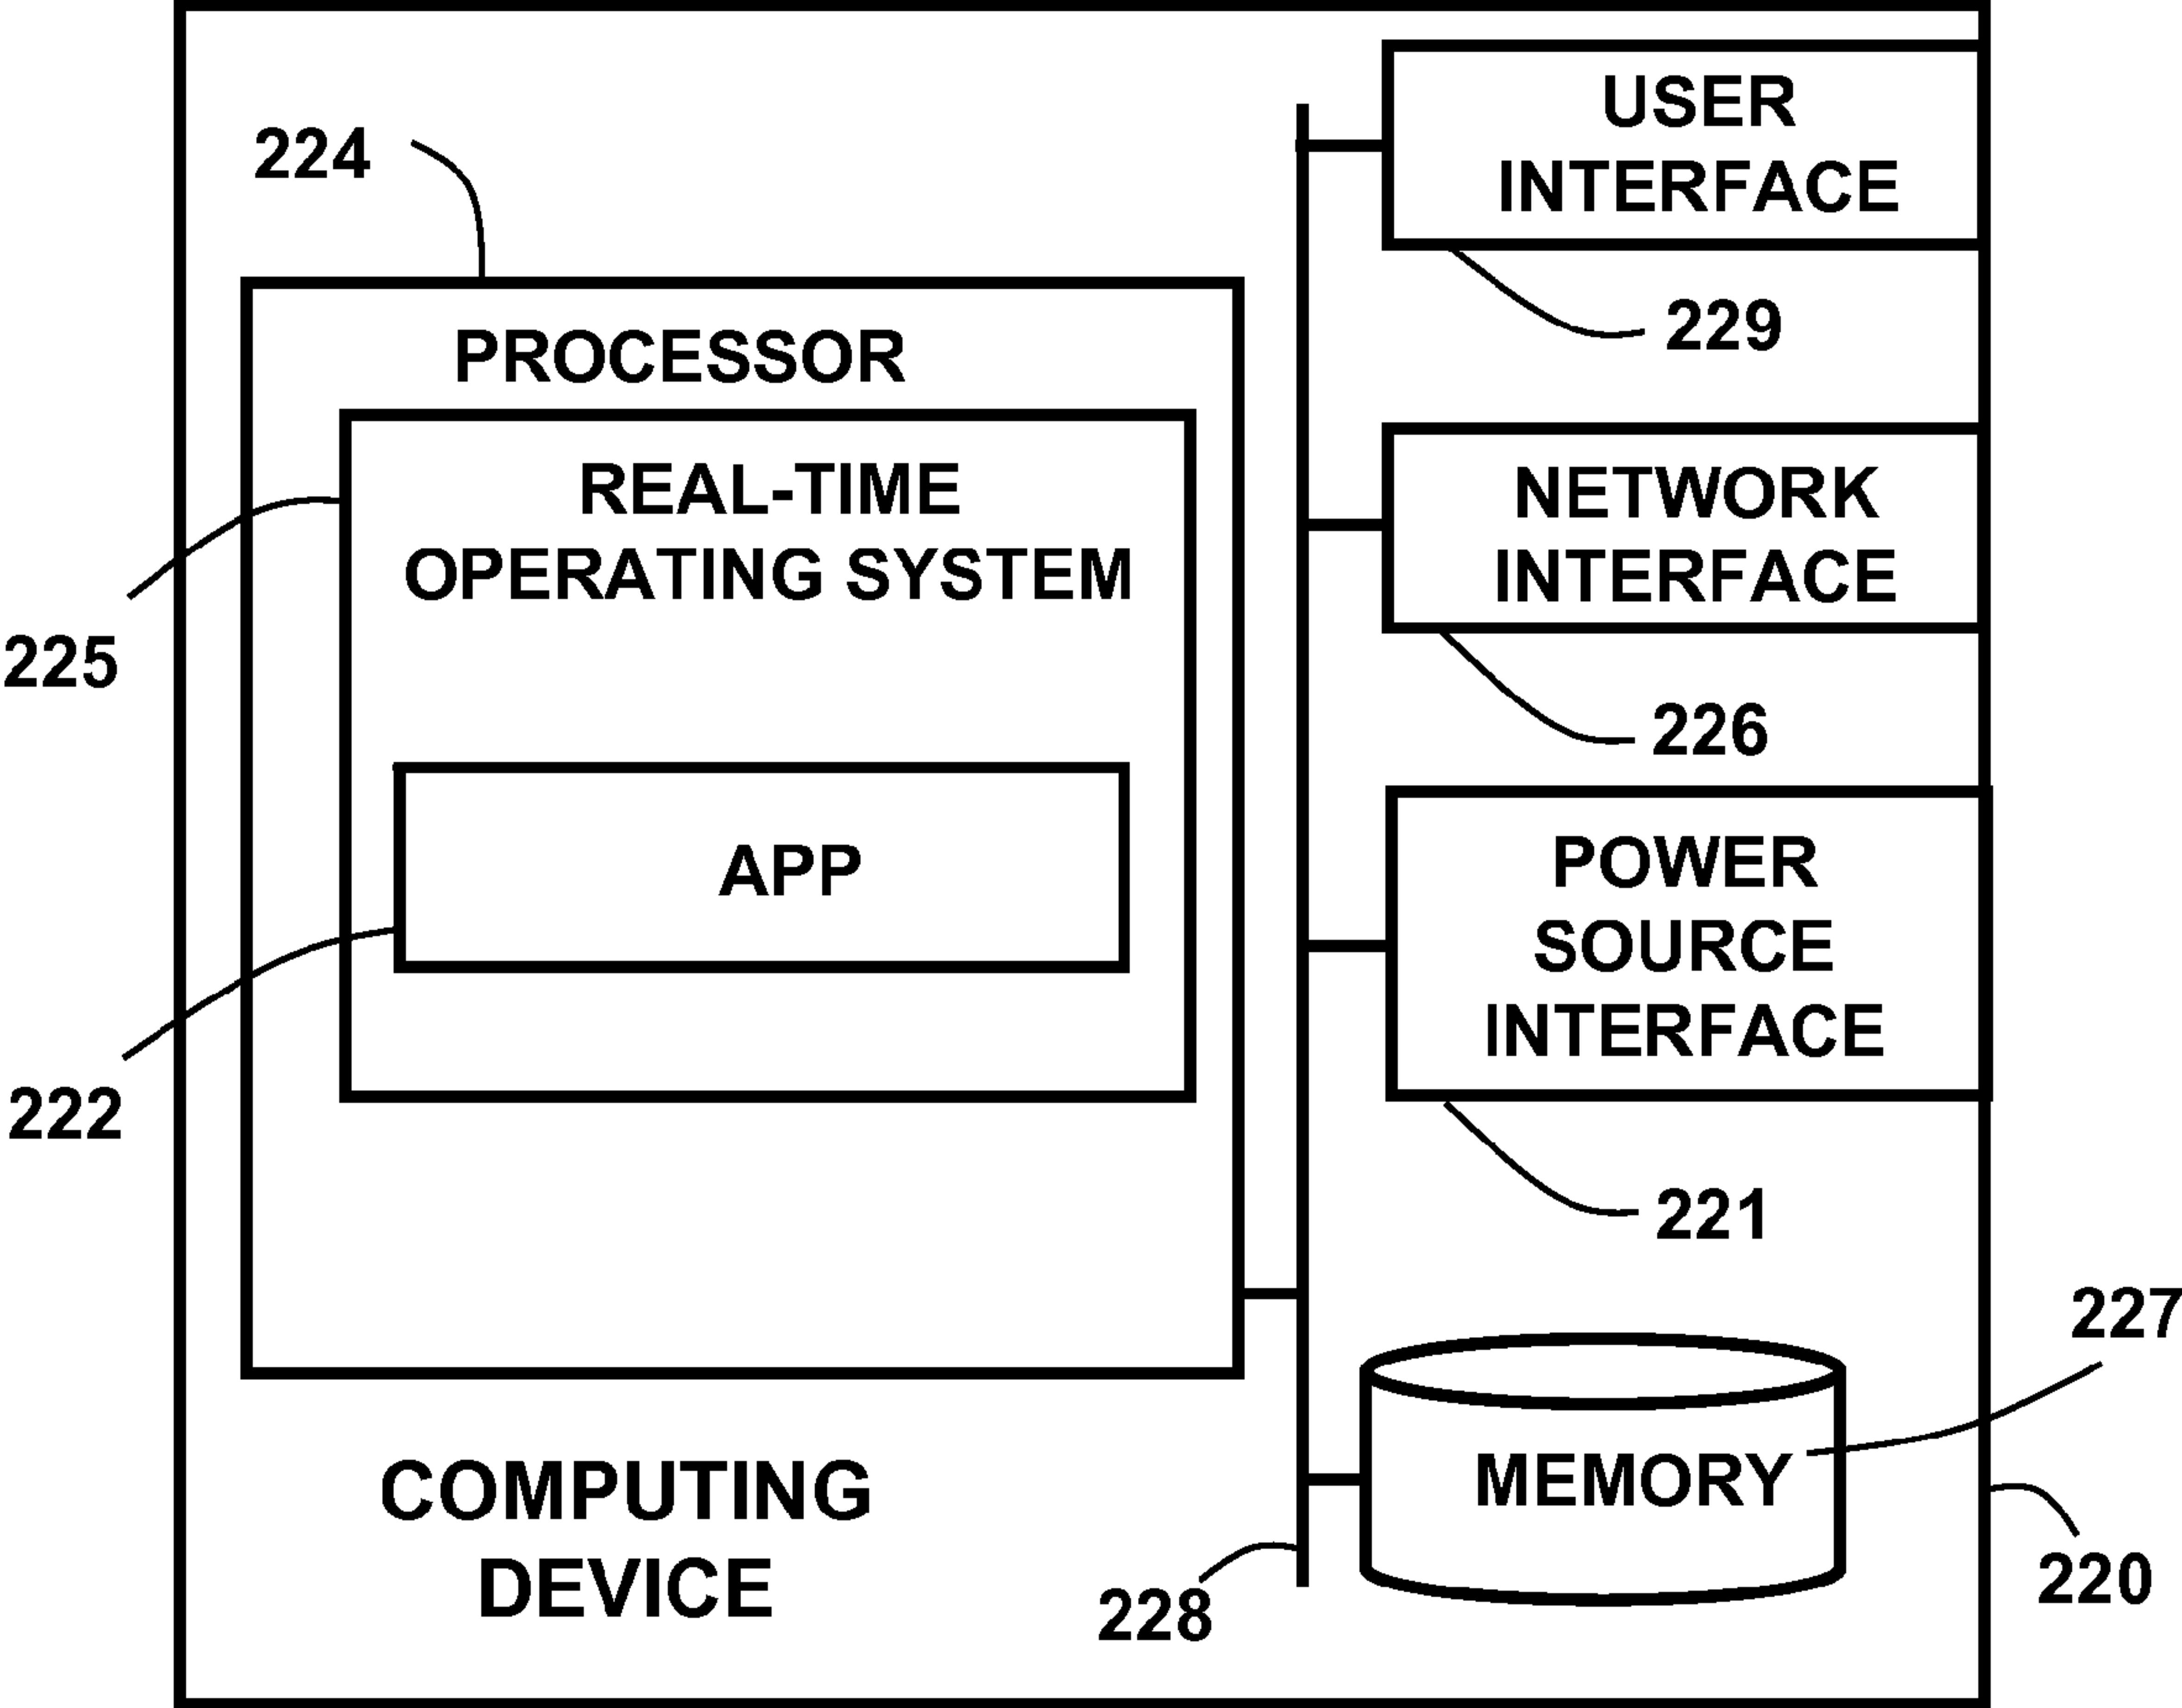 USER
INTERFACE
224
229
PROCESSOR
REAL-TIME
OPERATING SYSTEM
NETWORK
INTERFACE
225
226
APP
POWER
SOURCE
INTERFACE
222
221
227
MEMORY
COMPUTING
DEVICE
228
220